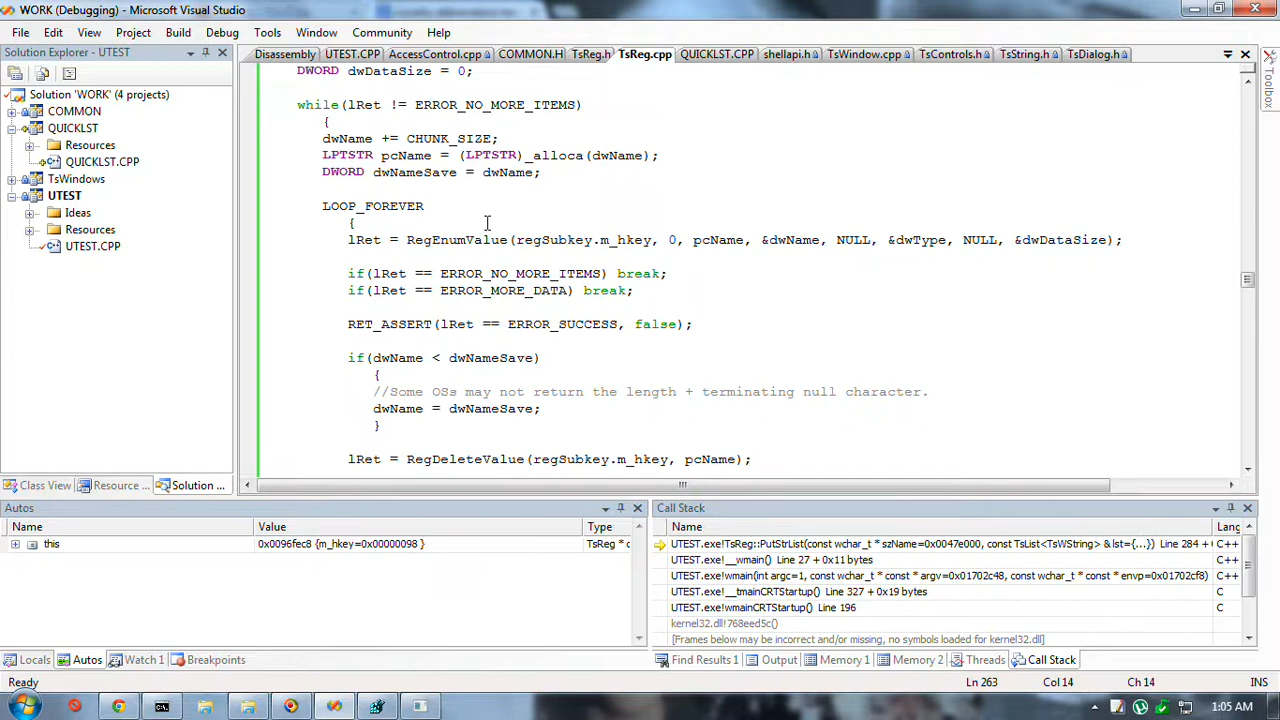 WORK (Debugging) - Microsoft Visual Studio
File Edit View Project Build Debug Tools Window Community Help
Solution Explorer - UTEST
Disassembly UTEST.CPP AccessControl.cpp COMMON.H TsReg.h TsReg.cpp QUICKLST.CPP shellapi.h TsWindow.cpp TsControls.h TsString.h TsDialog.h
Toolbox
Solution 'WORK' (4 projects)
COMMON
QUICKLST
Resources
QUICKLST.CPP
TsWindows
UTEST
Ideas
Resources
UTEST.CPP
DWORD dwDataSize = 0;
while(lRet != ERROR_NO_MORE_ITEMS)
{
dwName += CHUNK_SIZE;
LPTSTR pcName = (LPTSTR)_alloca(dwName);
DWORD dwNameSave = dwName;
LOOP_FOREVER
{
lRet = RegEnumValue(regSubkey.m_hkey, 0, pcName, &dwName, NULL, &dwType, NULL, &dwDataSize);
if(lRet == ERROR_NO_MORE_ITEMS) break;
if(lRet == ERROR_MORE_DATA) break;
RET_ASSERT(lRet == ERROR_SUCCESS, false);
if(dwName < dwNameSave)
{
//Some OSs may not return the length + terminating null character.
dwName = dwNameSave;
}
lRet = RegDeleteValue(regSubkey.m_hkey, pcName);
Class View Resource ... Solution ...
Autos
Name Value Type
this 0x0096fec8 {m_hkey=0x00000098 } TsReg * c
Locals Autos Watch 1 Breakpoints
Call Stack
Name Lang
UTEST.exe!TsReg::PutStrList(const wchar_t * szName=0x0047e000, const TsList<TsWString> & lst={...}) Line 284 + C++
UTEST.exe!__wmain() Line 27 + 0x11 bytes C++
UTEST.exe!wmain(int argc=1, const wchar_t * const * argv=0x01702c48, const wchar_t * const * envp=0x01702cf8) C++
UTEST.exe!__tmainCRTStartup() Line 327 + 0x19 bytes C
UTEST.exe!wmainCRTStartup() Line 196 C
kernel32.dll!768eed5c()
[Frames below may be incorrect and/or missing, no symbols loaded for kernel32.dll]
Find Results 1 Output Memory 1 Memory 2 Threads Call Stack
Ready Ln 263 Col 14 Ch 14 INS
1:05 AM